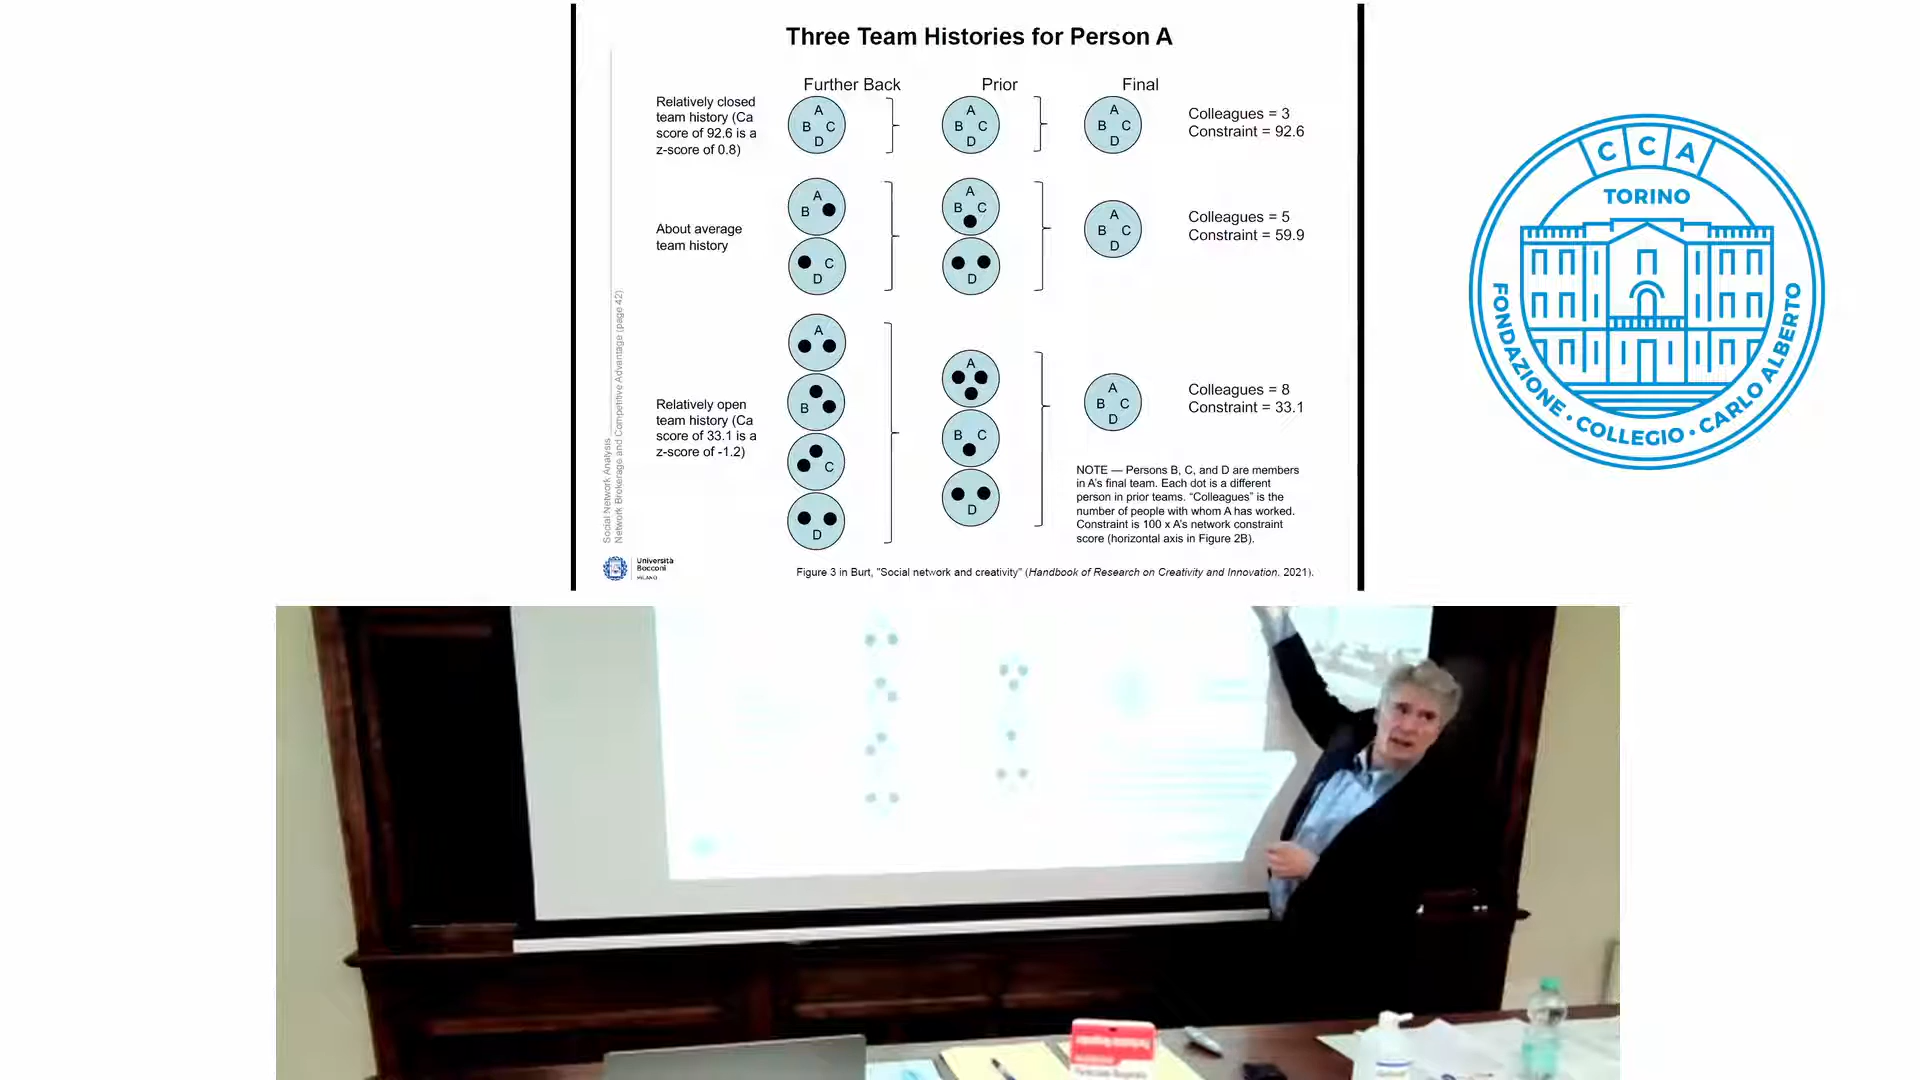 Three Team Histories for Person A
Further Back
Prior
Final
Relatively closed
team history (Ca
score of 92.6 is a
z-score of 0.8)
A
B C
D
A
B C
D
A
B C
D
Colleagues = 3
Constraint = 92.6
About average
team history
A
B
C
D
A
B C
D
A
B C
D
Colleagues = 5
Constraint = 59.9
Relatively open
team history (Ca
score of 33.1 is a
z-score of -1.2)
A
B
C
D
A
B C
D
A
B C
D
Colleagues = 8
Constraint = 33.1
NOTE — Persons B, C, and D are members
in A's final team. Each dot is a different
person in prior teams. "Colleagues" is the
number of people with whom A has worked.
Constraint is 100 x A's network constraint
score (horizontal axis in Figure 2B).
Figure 3 in Burt, "Social network and creativity" (Handbook of Research on Creativity and Innovation. 2021).
Social Network Analysis
Network Brokerage and Competitive Advantage (page 42)
Università
Bocconi
MILANO
CCA
TORINO
FONDAZIONE • COLLEGIO • CARLO ALBERTO